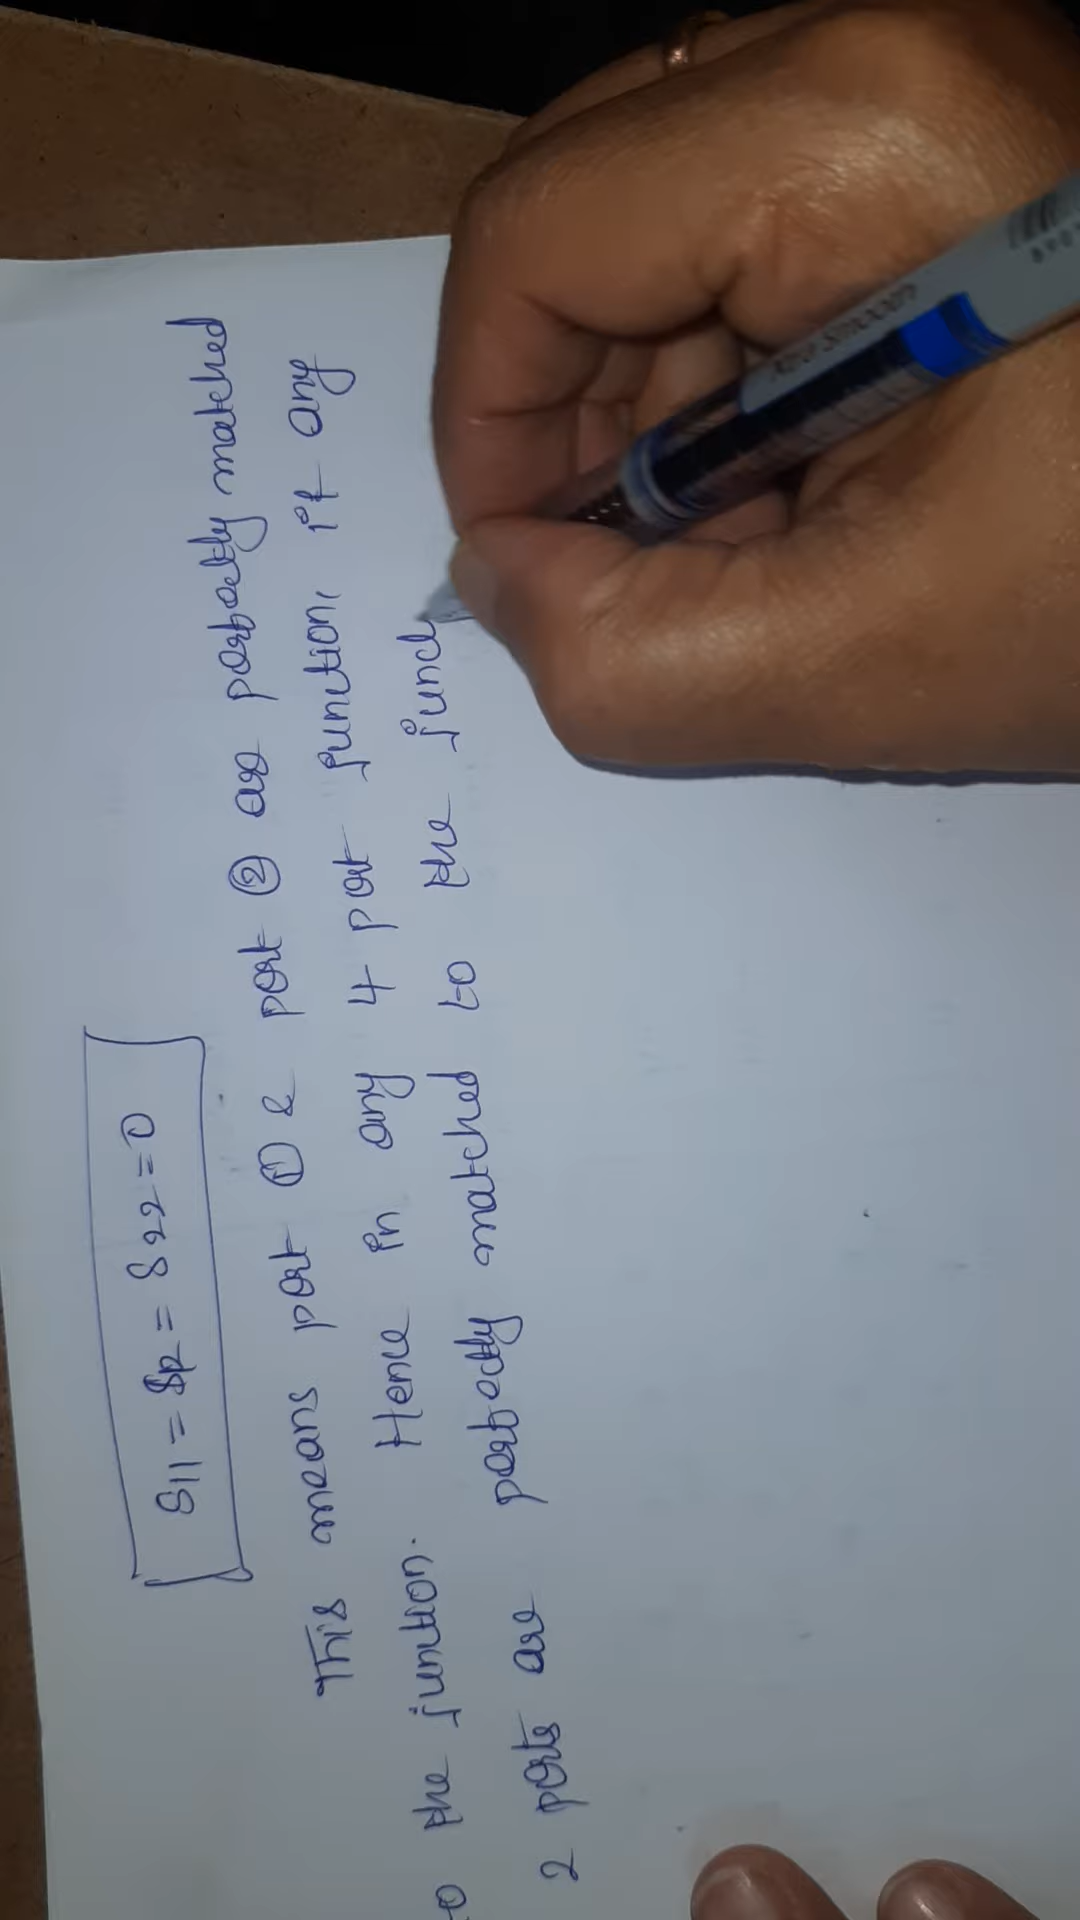 S11 = S12 = S22 = 0
This means port ① & port ② are perfectly matched
to the junction. Hence in any 4 port junction, if any
2 ports are perfectly matched to the junc